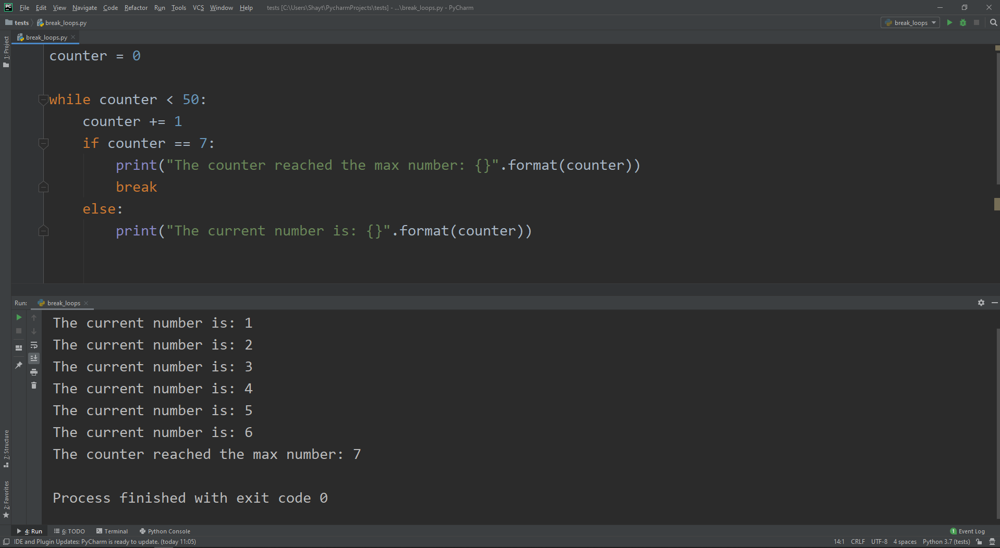 PC File Edit View Navigate Code Refactor Run Tools VCS Window Help tests [C:\Users\Shayt\PycharmProjects\tests] - ...\break_loops.py - PyCharm
tests break_loops.py break_loops
break_loops.py
1: Project
counter = 0
while counter < 50:
    counter += 1
    if counter == 7:
        print("The counter reached the max number: {}".format(counter))
        break
    else:
        print("The current number is: {}".format(counter))
Run: break_loops
The current number is: 1
The current number is: 2
The current number is: 3
The current number is: 4
The current number is: 5
The current number is: 6
The counter reached the max number: 7
Process finished with exit code 0
7: Structure
2: Favorites
4: Run 6: TODO Terminal Python Console 1 Event Log
IDE and Plugin Updates: PyCharm is ready to update. (today 11:05) 14:1 CRLF UTF-8 4 spaces Python 3.7 (tests)